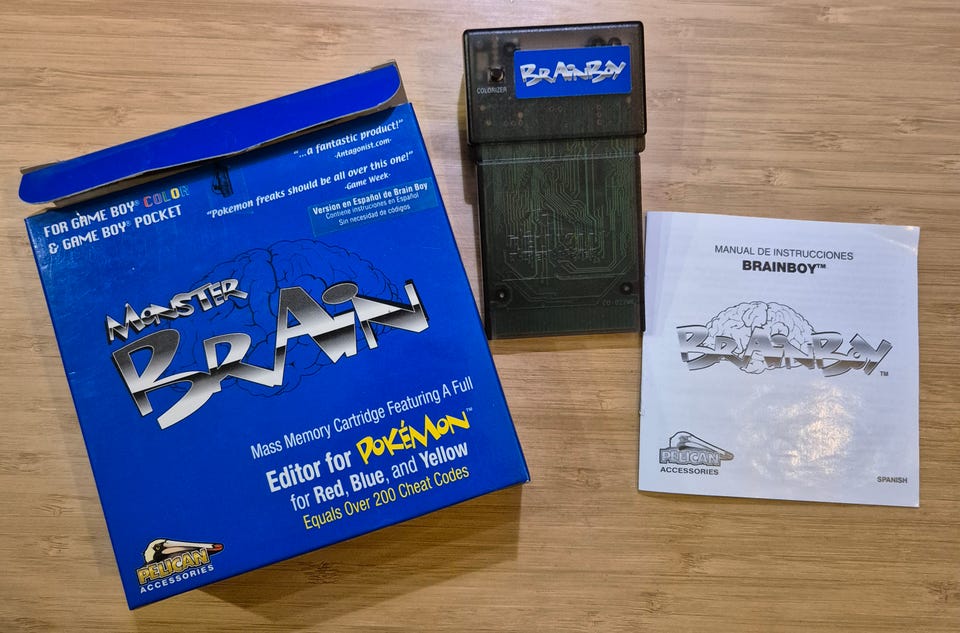 "...a fantastic product!"
-Antagonist.com-
"Pokemon freaks should be all over this one!"
-Game Week-
FOR GAME BOY® COLOR
& GAME BOY® POCKET
Version en Español de Brain Boy
Contiene instrucciones en Español
Sin necesidad de códigos
MONSTER
BRAIN
Mass Memory Cartridge Featuring A Full
Editor for POKÉMON™
for Red, Blue, and Yellow
Equals Over 200 Cheat Codes
PELICAN
ACCESSORIES
BRAINBOY
COLORIZER
MANUAL DE INSTRUCCIONES
BRAINBOY™
BRAINBOY™
PELICAN
ACCESSORIES
SPANISH